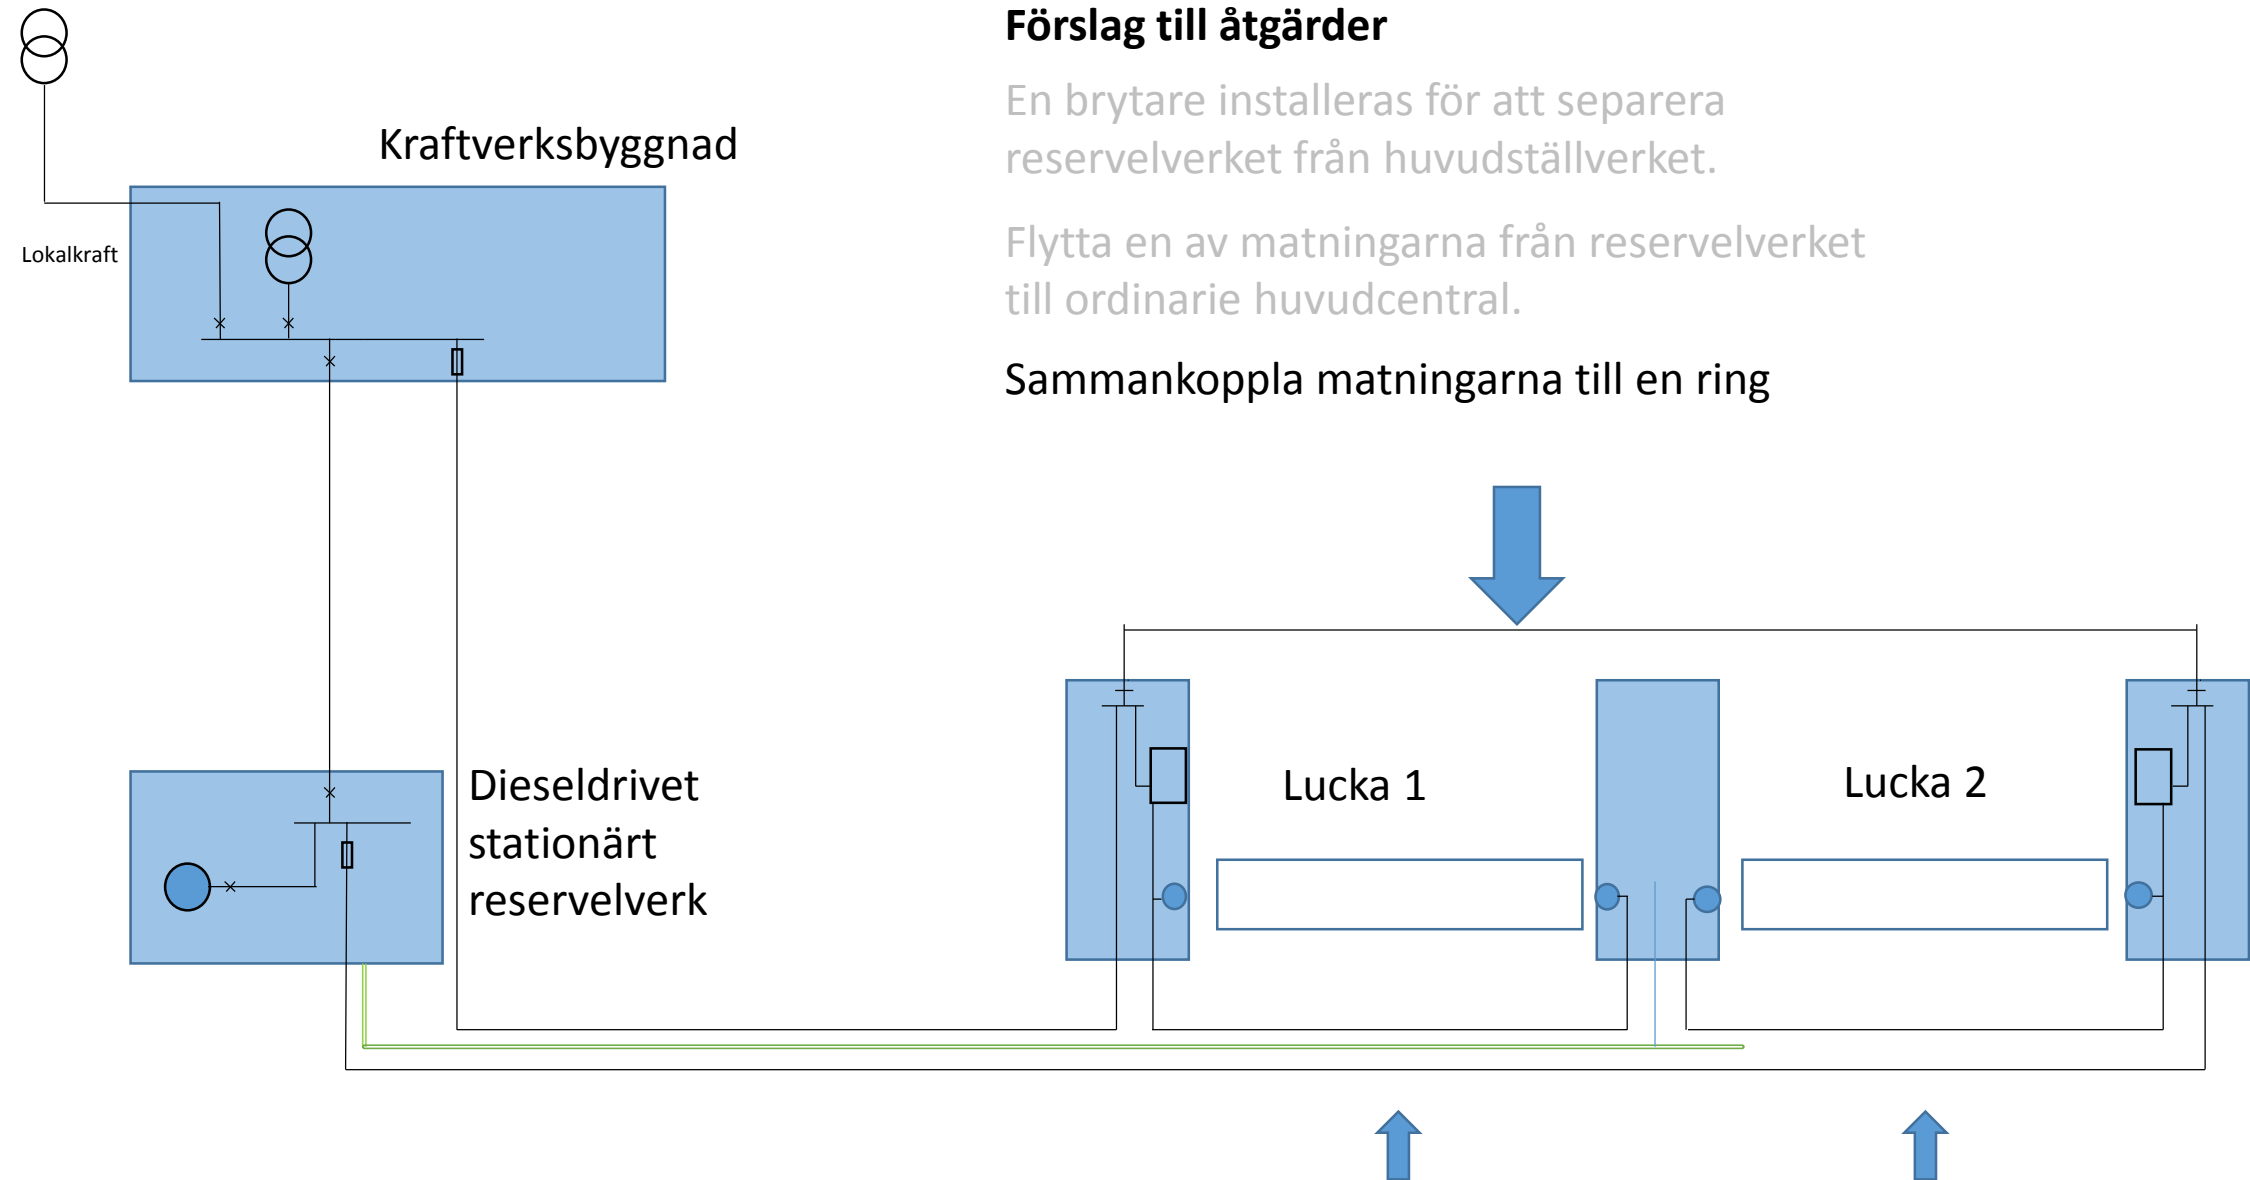 Förslag till åtgärder
En brytare installeras för att separera
reservelverket från huvudställverket.
Flytta en av matningarna från reservelverket
till ordinarie huvudcentral.
Sammankoppla matningarna till en ring
Kraftverksbyggnad
Lokalkraft
Dieseldrivet
stationärt
reservelverk
Lucka 1
Lucka 2